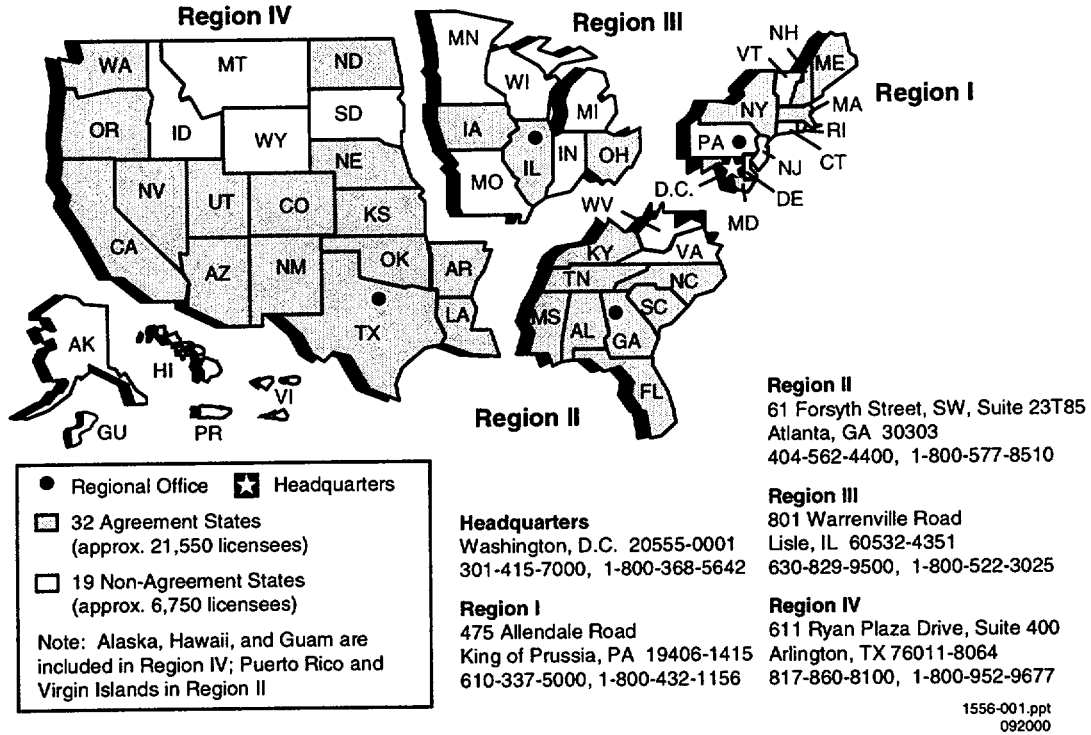 Region IV
Region III
Region I
WA
MT
ND
OR
ID
SD
WY
NE
NV
UT
CO
KS
CA
AZ
NM
OK
AR
TX
LA
AK
HI
GU
PR
VI
MN
WI
MI
IA
IL
IN
OH
MO
NH
VT
ME
NY
MA
RI
CT
PA
NJ
DE
D.C.
MD
WV
KY
VA
TN
NC
SC
MS
AL
GA
FL
Region II
Regional Office
Headquarters
32 Agreement States
(approx. 21,550 licensees)
19 Non-Agreement States
(approx. 6,750 licensees)
Note: Alaska, Hawaii, and Guam are
included in Region IV; Puerto Rico and
Virgin Islands in Region II
Headquarters
Washington, D.C. 20555-0001
301-415-7000, 1-800-368-5642
Region I
475 Allendale Road
King of Prussia, PA 19406-1415
610-337-5000, 1-800-432-1156
Region II
61 Forsyth Street, SW, Suite 23T85
Atlanta, GA 30303
404-562-4400, 1-800-577-8510
Region III
801 Warrenville Road
Lisle, IL 60532-4351
630-829-9500, 1-800-522-3025
Region IV
611 Ryan Plaza Drive, Suite 400
Arlington, TX 76011-8064
817-860-8100, 1-800-952-9677
1556-001.ppt
092000